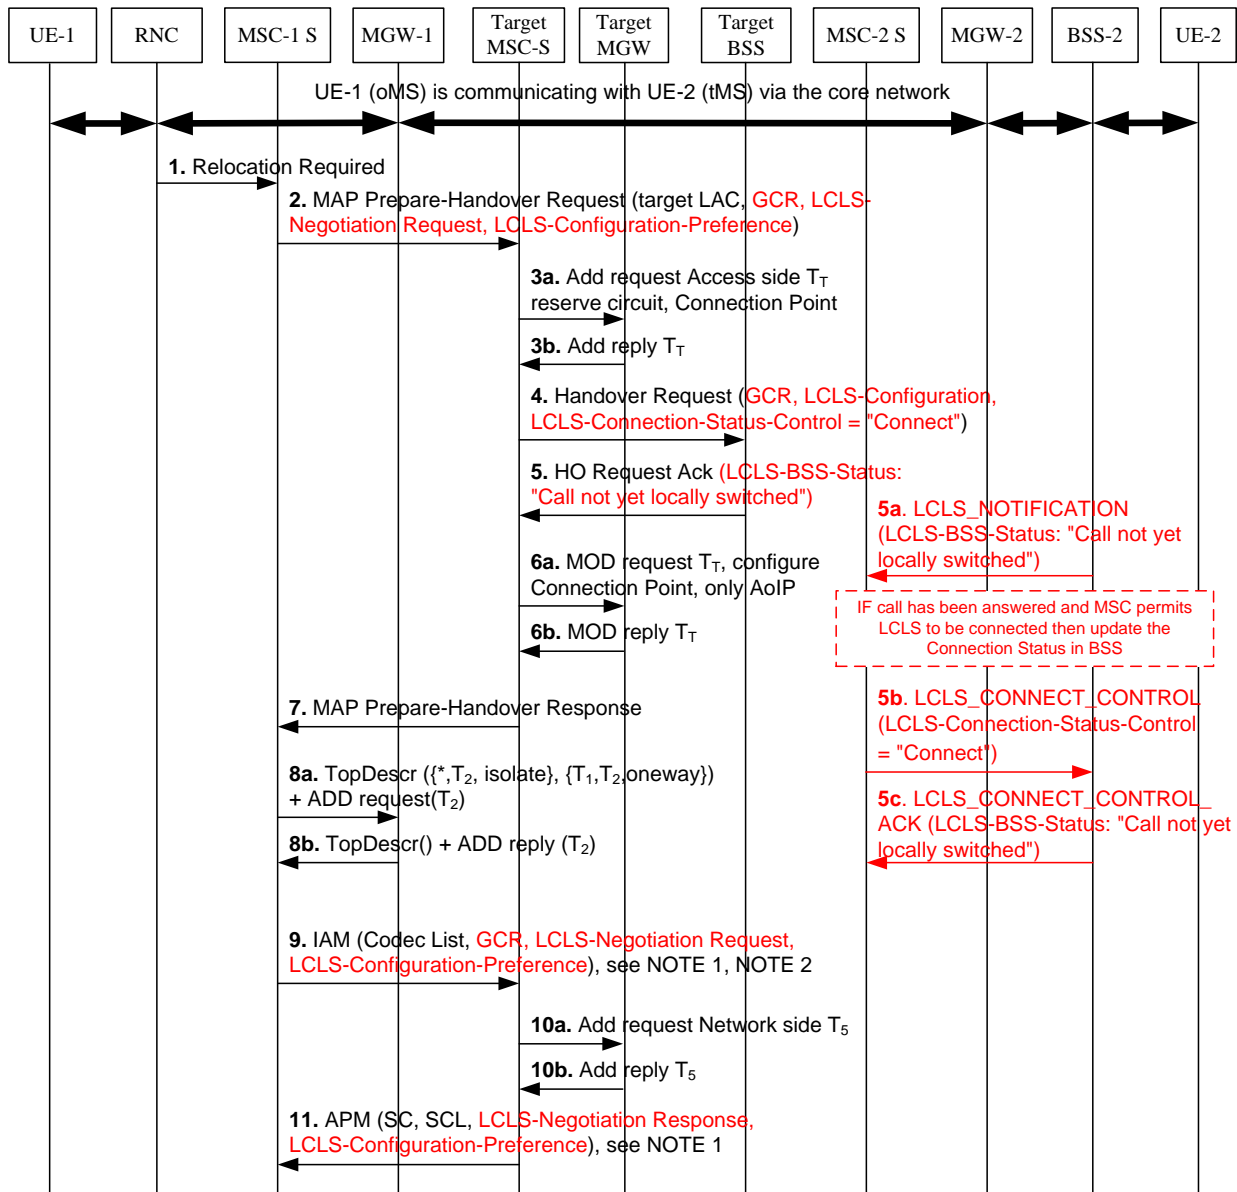 UE-1
RNC
MSC-1 S
MGW-1
Target
MSC-S
Target
MGW
Target
BSS
MSC-2 S
MGW-2
BSS-2
UE-2
UE-1 (oMS) is communicating with UE-2 (tMS) via the core network
1. Relocation Required
2. MAP Prepare-Handover Request (target LAC, GCR, LCLS-
Negotiation Request, LCLS-Configuration-Preference)
3a. Add request Access side TT
reserve circuit, Connection Point
3b. Add reply TT
4. Handover Request (GCR, LCLS-Configuration,
LCLS-Connection-Status-Control = "Connect")
5. HO Request Ack (LCLS-BSS-Status:
"Call not yet locally switched")
5a. LCLS_NOTIFICATION
(LCLS-BSS-Status: "Call not yet
locally switched")
6a. MOD request TT, configure
Connection Point, only AoIP
6b. MOD reply TT
IF call has been answered and MSC permits
LCLS to be connected then update the
Connection Status in BSS
7. MAP Prepare-Handover Response
5b. LCLS_CONNECT_CONTROL
(LCLS-Connection-Status-Control
= "Connect")
8a. TopDescr ({*,T2, isolate}, {T1,T2,oneway})
+ ADD request(T2)
8b. TopDescr() + ADD reply (T2)
5c. LCLS_CONNECT_CONTROL_
ACK (LCLS-BSS-Status: "Call not yet
locally switched")
9. IAM (Codec List, GCR, LCLS-Negotiation Request,
LCLS-Configuration-Preference), see NOTE 1, NOTE 2
10a. Add request Network side T5
10b. Add reply T5
11. APM (SC, SCL, LCLS-Negotiation Response,
LCLS-Configuration-Preference), see NOTE 1